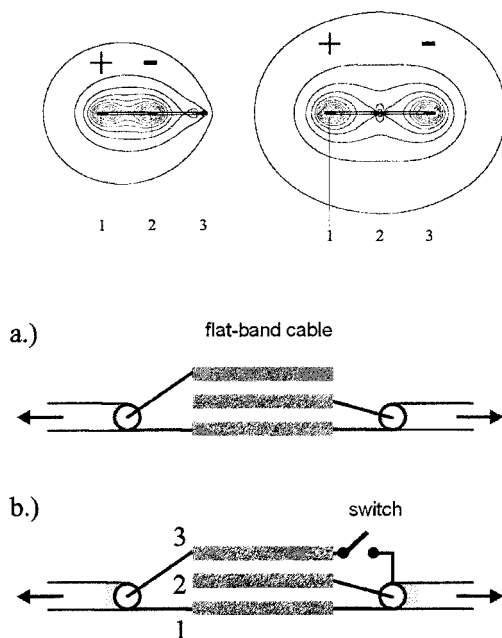 + - + -
1 2 3 1 2 3
a.) flat-band cable
b.) switch
3
2
1